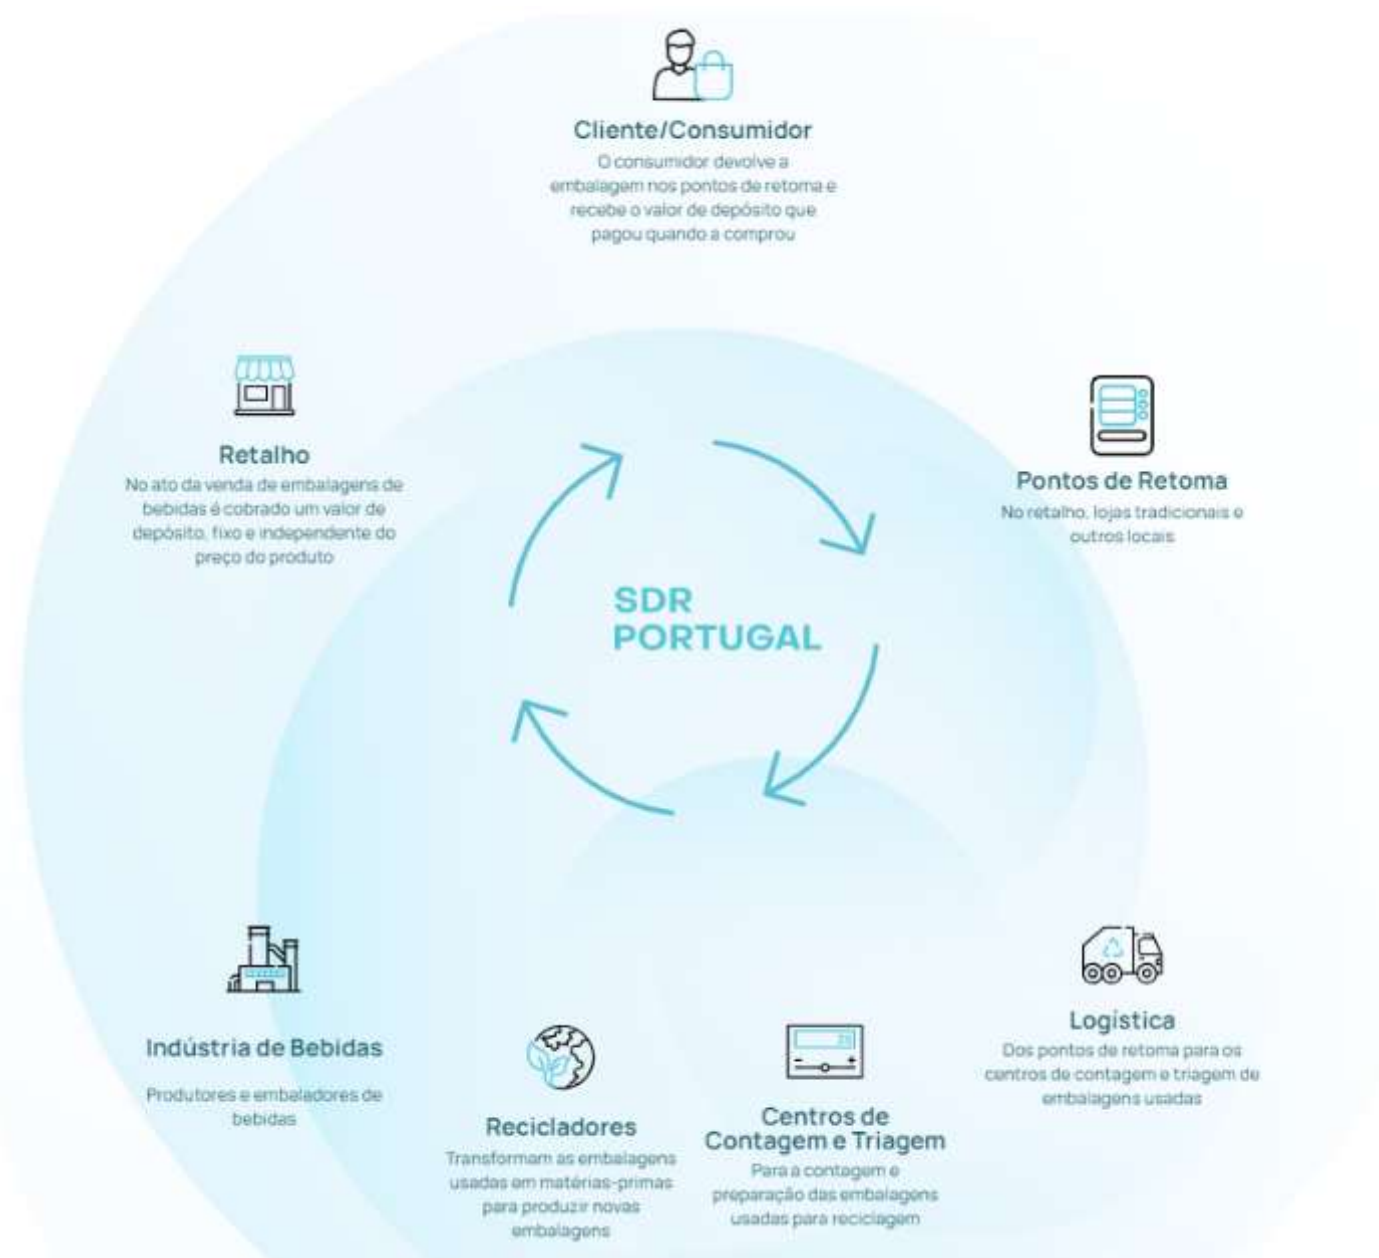 Cliente/Consumidor
O consumidor devolve a
embalagem nos pontos de retoma e
recebe o valor de depósito que
pagou quando a comprou
Retalho
No ato da venda de embalagens de
bebidas é cobrado um valor de
depósito, fixo e independente do
preço do produto
Pontos de Retoma
No retalho, lojas tradicionais e
outros locais
SDR
PORTUGAL
Indústria de Bebidas
Produtores e embaladores de
bebidas
Recicladores
Transformam as embalagens
usadas em matérias-primas
para produzir novas
embalagens
Centros de
Contagem e Triagem
Para a contagem e
preparação das embalagens
usadas para reciclagem
Logística
Dos pontos de retoma para os
centros de contagem e triagem de
embalagens usadas